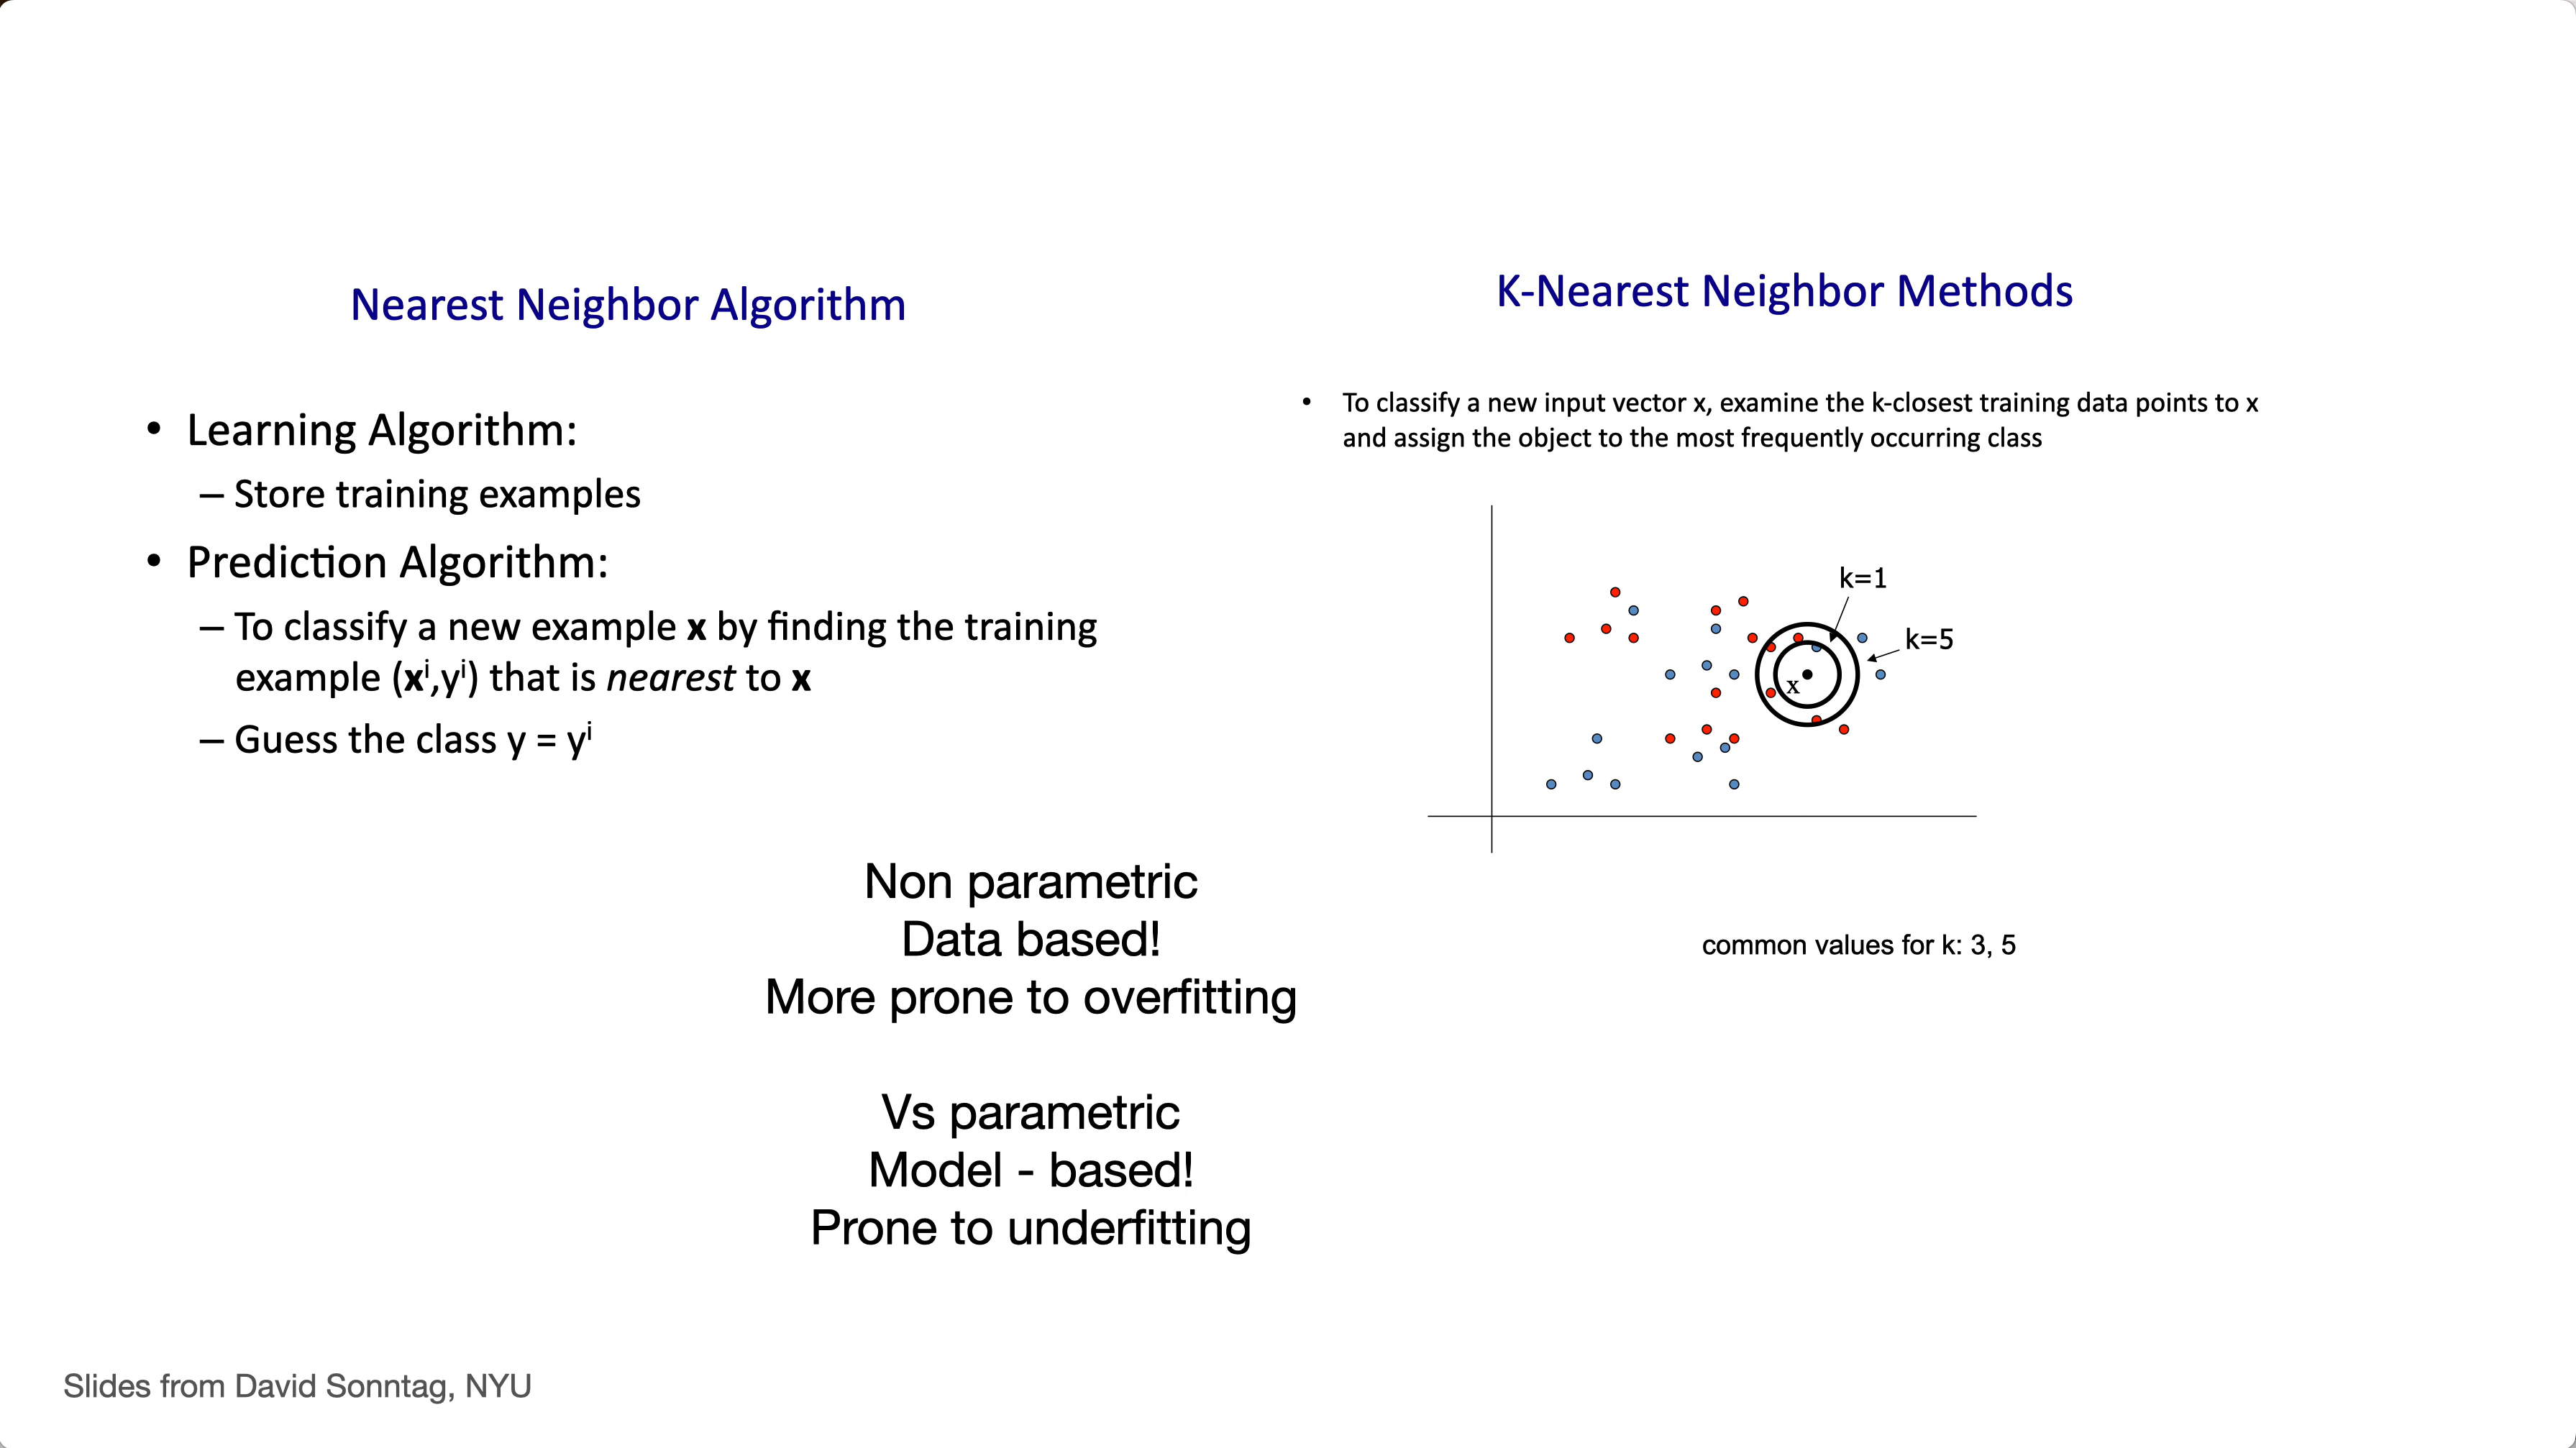 Nearest Neighbor Algorithm
• Learning Algorithm:
– Store training examples
• Prediction Algorithm:
– To classify a new example x by finding the training
example (xⁱ,yⁱ) that is nearest to x
– Guess the class y = yⁱ
K-Nearest Neighbor Methods
• To classify a new input vector x, examine the k-closest training data points to x
and assign the object to the most frequently occurring class
k=1
k=5
x
common values for k: 3, 5
Non parametric
Data based!
More prone to overfitting
Vs parametric
Model - based!
Prone to underfitting
Slides from David Sonntag, NYU